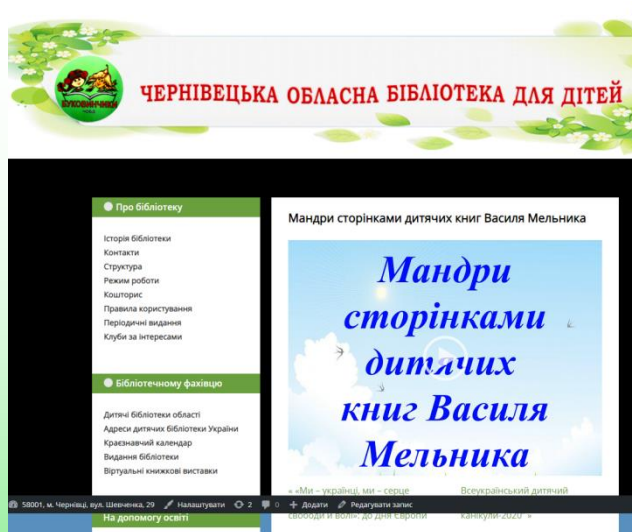 БУКОВИНЧИКИ
ЧЕРНІВЕЦЬКА ОБЛАСНА БІБЛІОТЕКА ДЛЯ ДІТЕЙ
Про бібліотеку
Історія бібліотеки
Контакти
Структура
Режим роботи
Кошторис
Правила користування
Періодичні видання
Клуби за інтересами
Бібліотечному фахівцю
Дитячі бібліотеки області
Адреси дитячих бібліотеки України
Краєзнавчий календар
Видання бібліотеки
Віртуальні книжкові виставки
На допомогу освіті
Мандри сторінками дитячих книг Василя Мельника
Мандри
сторінками
дитячих
книг Василя
Мельника
« «Ми – українці, ми – серце
свободи й волі»: до Дня Європи
Всеукраїнський дитячий
канікули-2020" »
58001, м. Чернівці, вул. Шевченка, 29 Налаштувати 2 0 Додати Редагувати запис